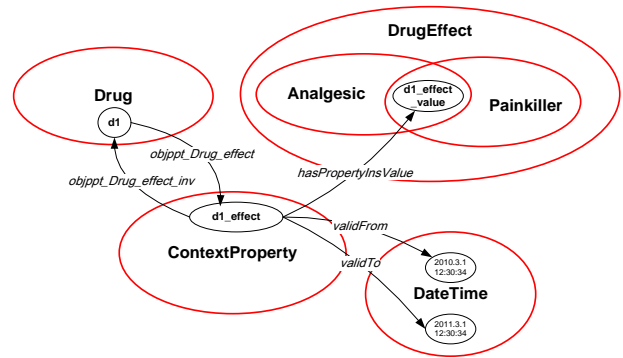 DrugEffect
Drug
Analgesic
d1_effect
_value
Painkiller
d1
objppt_Drug_effect
hasPropertyInsValue
objppt_Drug_effect_inv
d1_effect
validFrom
ContextProperty
validTo
2010.3.1
12:30:34
DateTime
2011.3.1
12:30:34